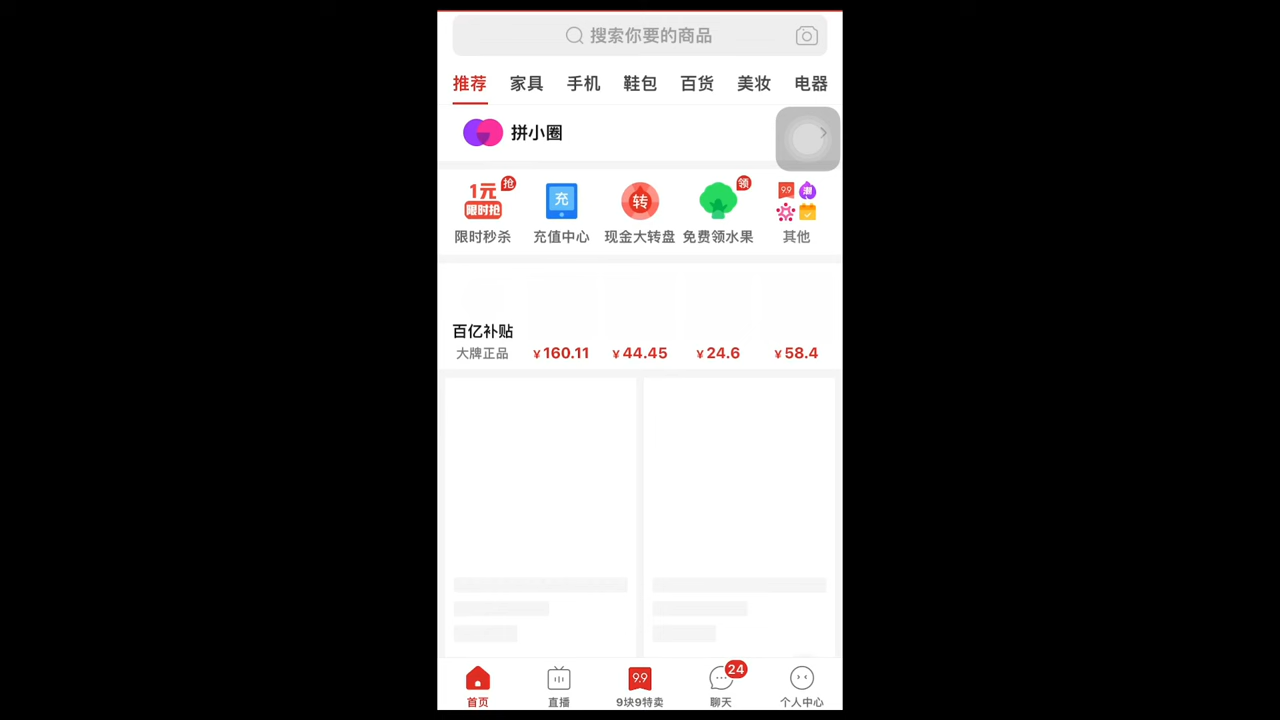 搜索你要的商品
推荐 家具 手机 鞋包 百货 美妆 电器
拼小圈
1元 抢 充 转 领 9.9 潮
限时抢
限时秒杀 充值中心 现金大转盘 免费领水果 其他
百亿补贴
大牌正品 ¥160.11 ¥44.45 ¥24.6 ¥58.4
9.9 24
首页 直播 9块9特卖 聊天 个人中心